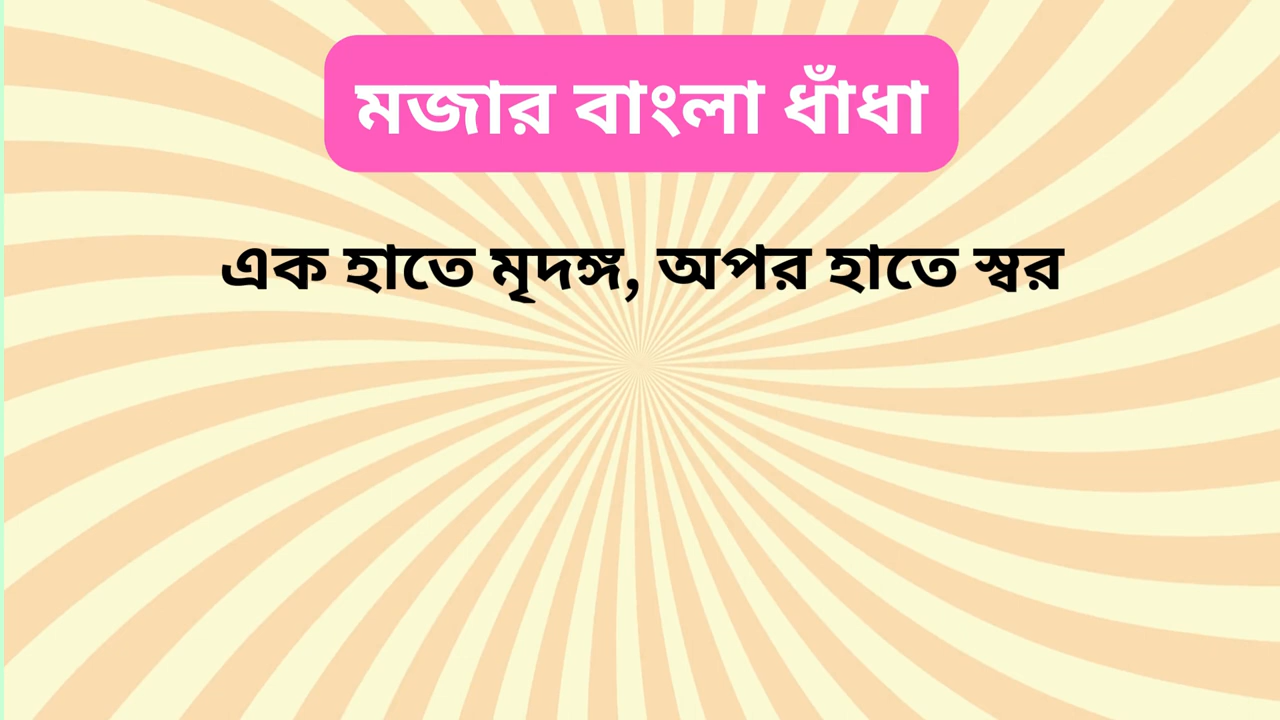 মজার বাংলা ধাঁধা
এক হাতে মৃদঙ্গ, অপর হাতে স্বর